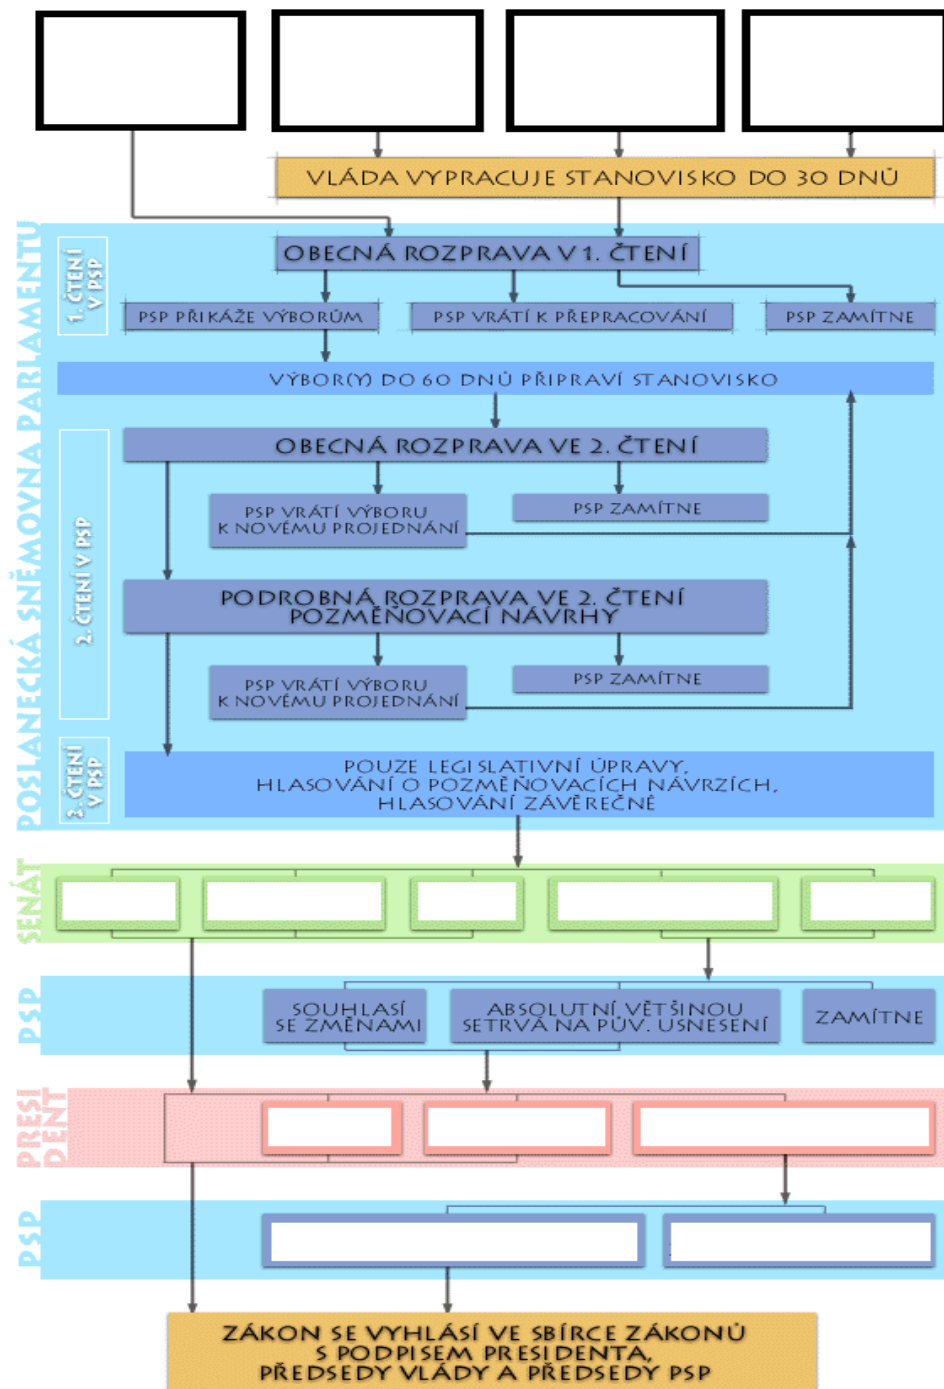 VLÁDA VYPRACUJE STANOVISKO DO 30 DNŮ
POSLANECKÁ SNĚMOVNA PARLAMENTU
1. ČTENÍ
V PSP
OBECNÁ ROZPRAVA V 1. ČTENÍ
PSP PŘIKÁŽE VÝBORŮM
PSP VRÁTÍ K PŘEPRACOVÁNÍ
PSP ZAMÍTNE
VÝBOR(Y) DO 60 DNŮ PŘIPRAVÍ STANOVISKO
2. ČTENÍ V PSP
OBECNÁ ROZPRAVA VE 2. ČTENÍ
PSP VRÁTÍ VÝBORU
K NOVÉMU PROJEDNÁNÍ
PSP ZAMÍTNE
PODROBNÁ ROZPRAVA VE 2. ČTENÍ
POZMĚŇOVACÍ NÁVRHY
PSP VRÁTÍ VÝBORU
K NOVÉMU PROJEDNÁNÍ
PSP ZAMÍTNE
3. ČTENÍ
V PSP
POUZE LEGISLATIVNÍ ÚPRAVY,
HLASOVÁNÍ O POZMĚŇOVACÍCH NÁVRZÍCH,
HLASOVÁNÍ ZÁVĚREČNÉ
SENÁT
PSP
SOUHLASÍ
SE ZMĚNAMI
ABSOLUTNÍ VĚTŠINOU
SETRVÁ NA PŮV. USNESENÍ
ZAMÍTNE
PRESI
DENT
PSP
ZÁKON SE VYHLÁSÍ VE SBÍRCE ZÁKONŮ
S PODPISEM PRESIDENTA,
PŘEDSEDY VLÁDY A PŘEDSEDY PSP